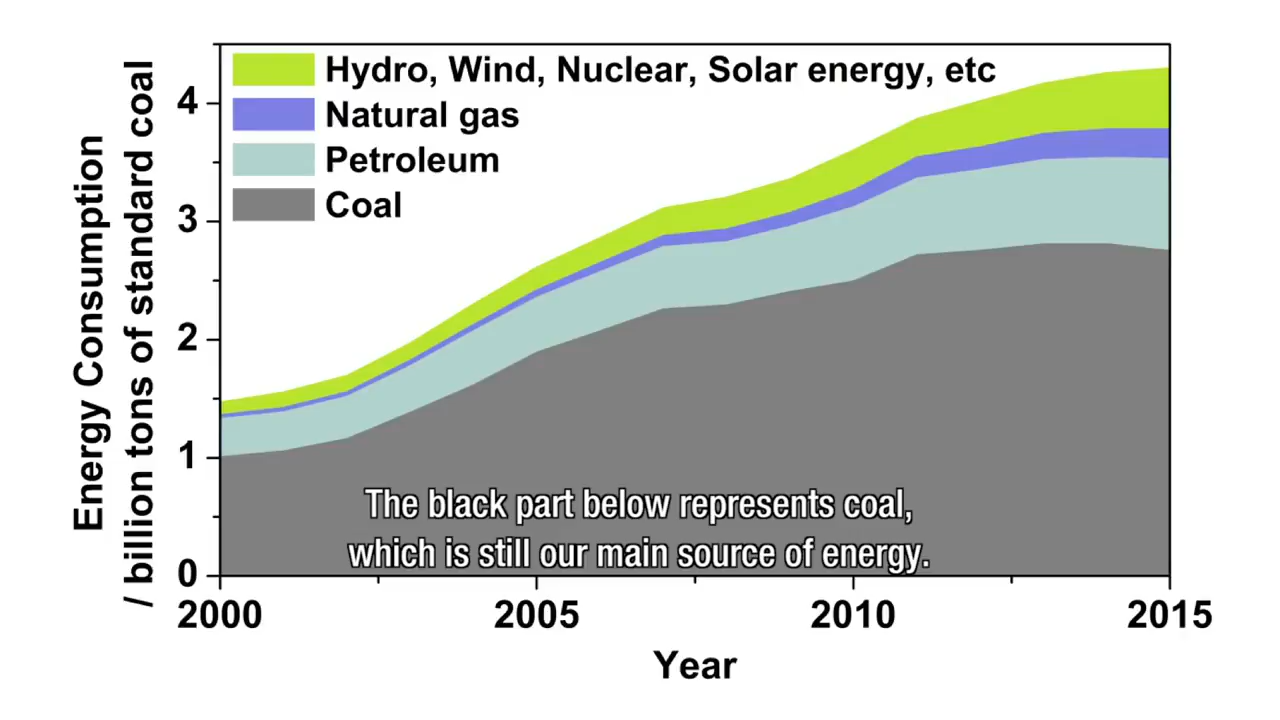 Hydro, Wind, Nuclear, Solar energy, etc
Natural gas
Petroleum
Coal
Energy Consumption
/ billion tons of standard coal
4
3
2
1
0
The black part below represents coal,
which is still our main source of energy.
2000 2005 2010 2015
Year